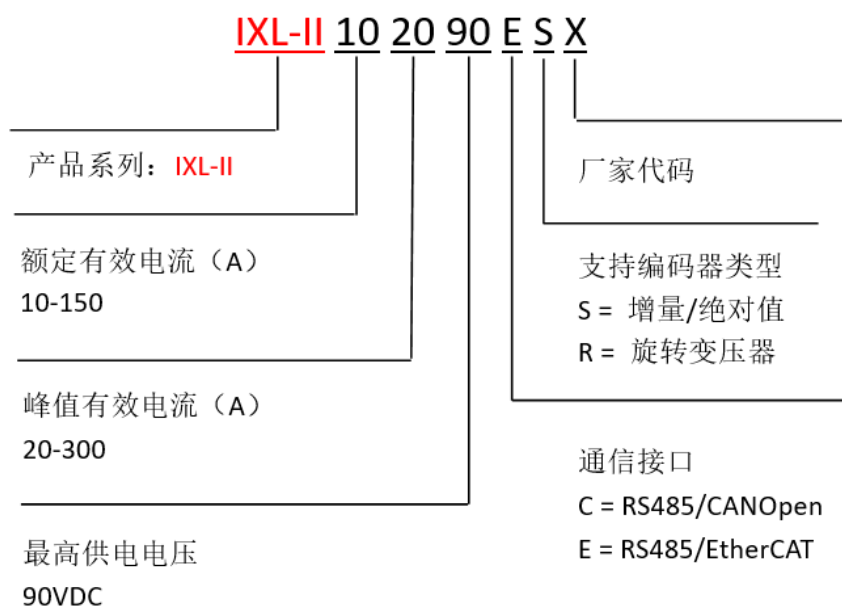 IXL-II 10 20 90 E S X
产品系列：IXL-II
额定有效电流（A）
10-150
峰值有效电流（A）
20-300
最高供电电压
90VDC
厂家代码
支持编码器类型
S = 增量/绝对值
R = 旋转变压器
通信接口
C = RS485/CANOpen
E = RS485/EtherCAT